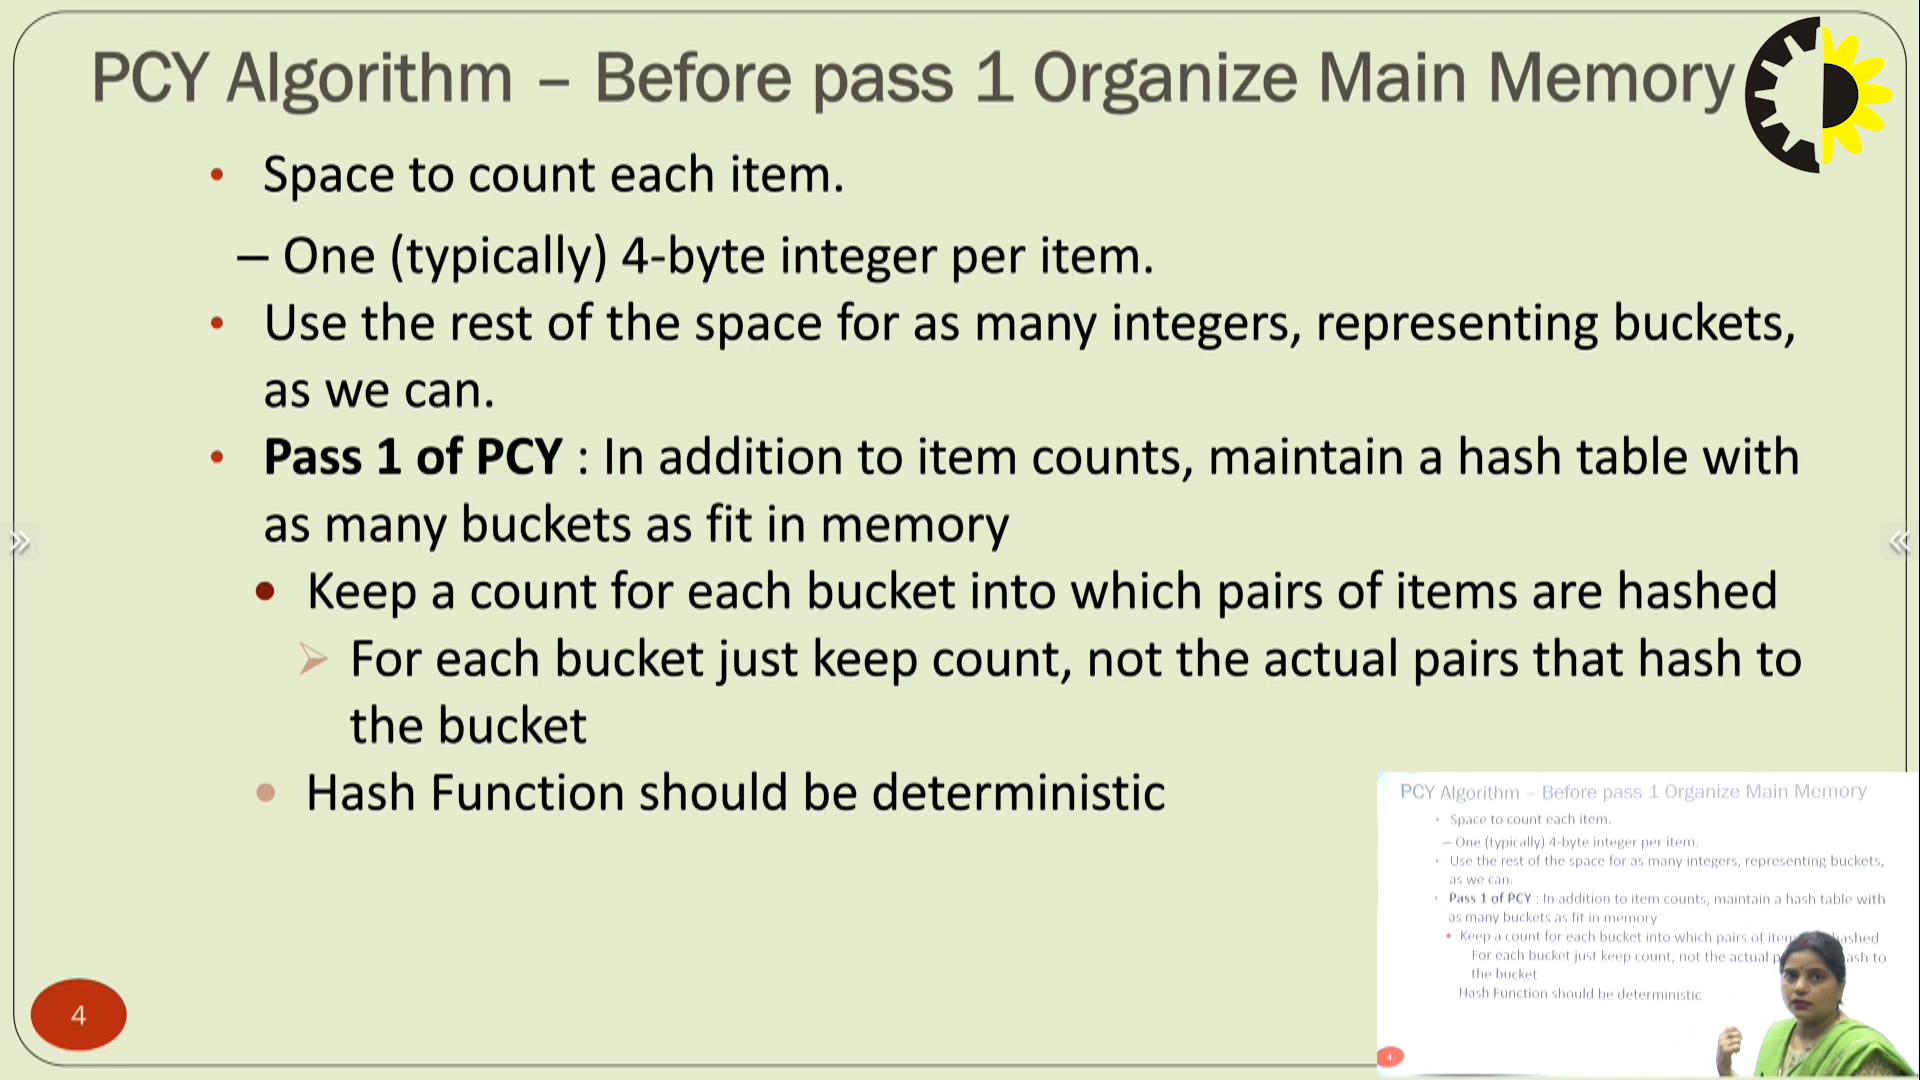 PCY Algorithm – Before pass 1 Organize Main Memory
• Space to count each item.
– One (typically) 4-byte integer per item.
• Use the rest of the space for as many integers, representing buckets,
as we can.
• Pass 1 of PCY : In addition to item counts, maintain a hash table with
as many buckets as fit in memory
• Keep a count for each bucket into which pairs of items are hashed
➢ For each bucket just keep count, not the actual pairs that hash to
the bucket
• Hash Function should be deterministic
4
PCY Algorithm – Before pass 1 Organize Main Memory
• Space to count each item.
– One (typically) 4-byte integer per item.
• Use the rest of the space for as many integers, representing buckets,
as we can.
• Pass 1 of PCY : In addition to item counts, maintain a hash table with
as many buckets as fit in memory
• Keep a count for each bucket into which pairs of hashed
For each bucket just keep count, not the actual to
the bucket
Hash Function should be deterministic
4